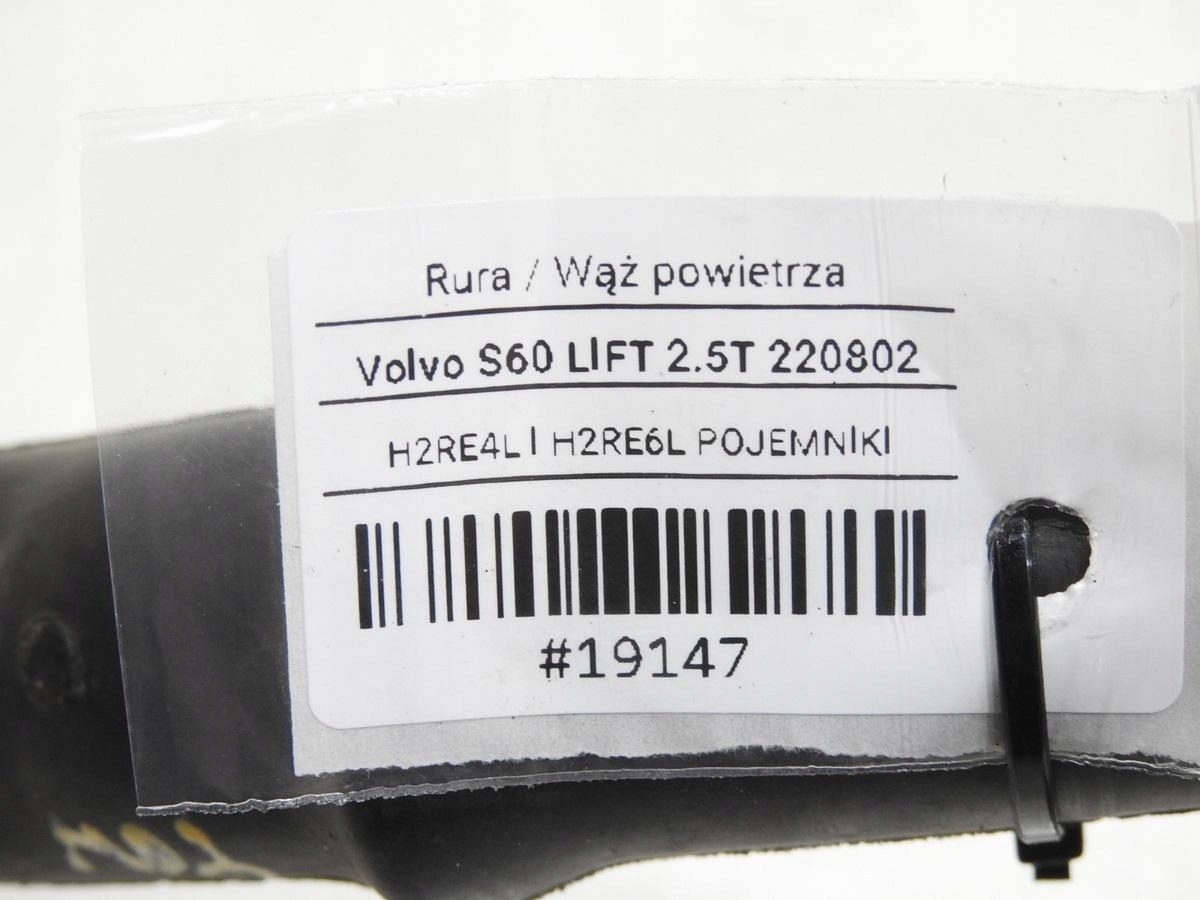 Rura / Wąż powietrza
Volvo S60 LIFT 2.5T 220802
H2RE4L | H2RE6L POJEMNIKI
#19147